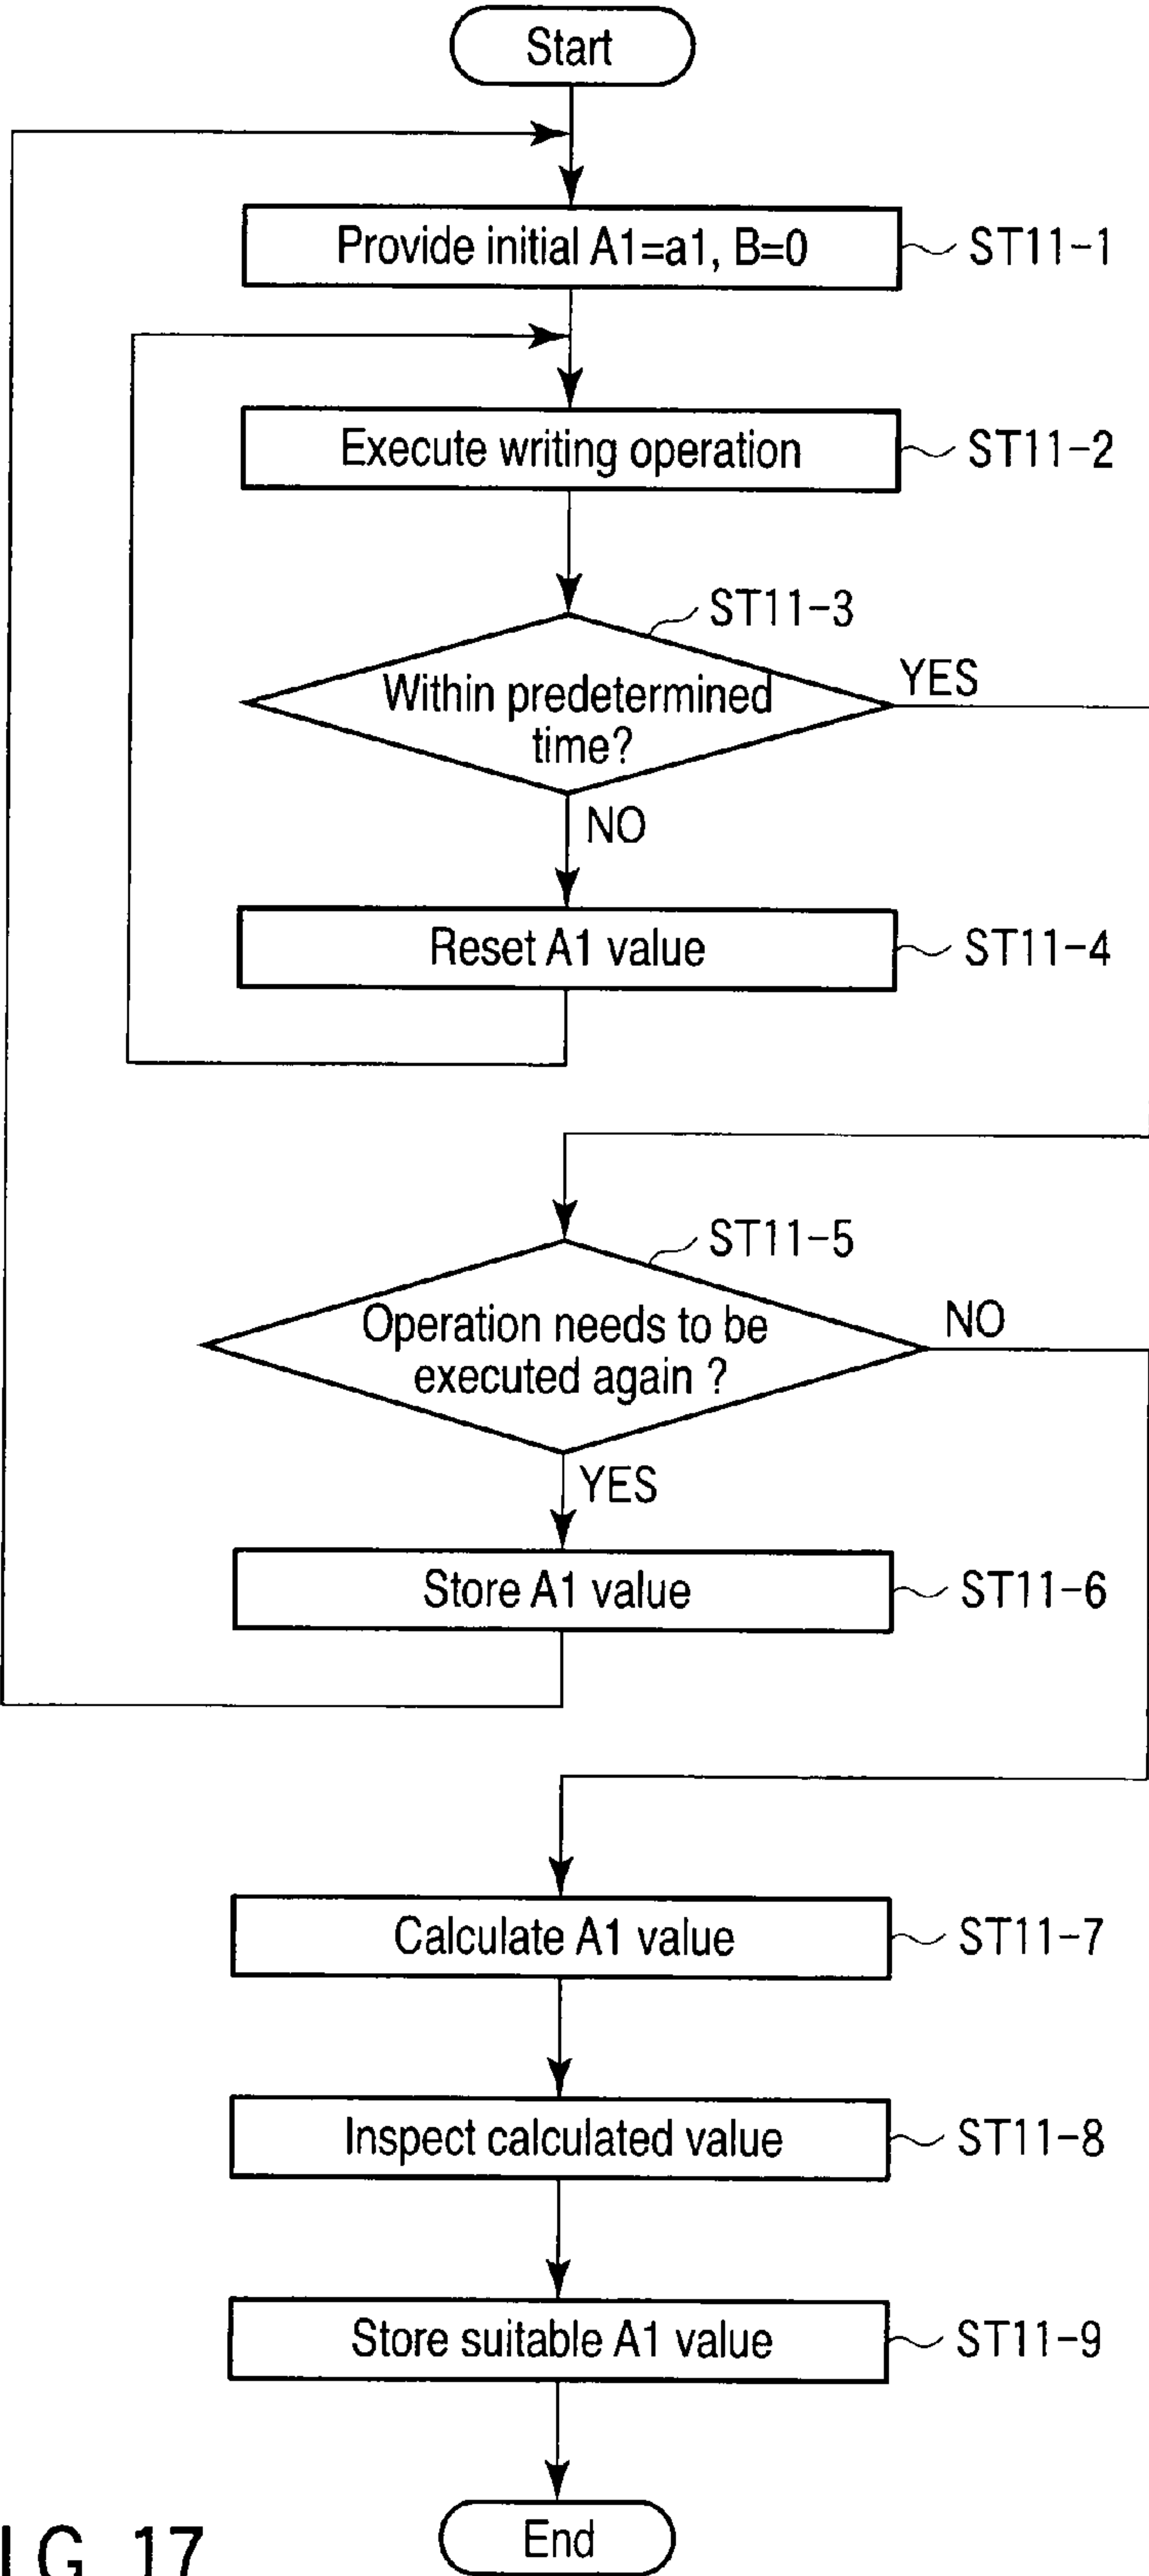 Start
Provide initial A1=a1, B=0
ST11-1
Execute writing operation
ST11-2
ST11-3
Within predetermined
time?
YES
NO
Reset A1 value
ST11-4
ST11-5
Operation needs to be
executed again ?
NO
YES
Store A1 value
ST11-6
Calculate A1 value
ST11-7
Inspect calculated value
ST11-8
Store suitable A1 value
ST11-9
End
IG. 17